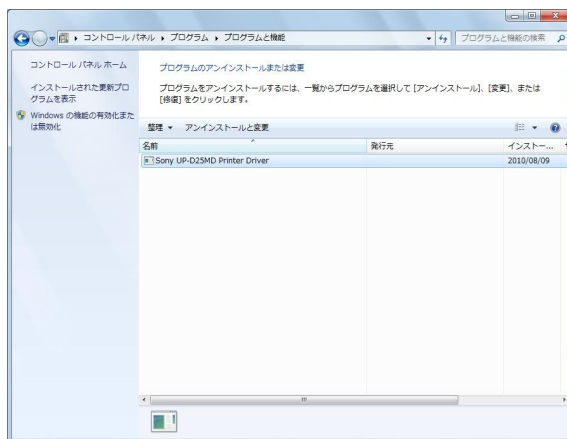 コントロール パネル ▸ プログラム ▸ プログラムと機能
プログラムと機能の検索
コントロール パネル ホーム
インストールされた更新プロ
グラムを表示
Windows の機能の有効化また
は無効化
プログラムのアンインストールまたは変更
プログラムをアンインストールするには、一覧からプログラムを選択して [アンインストール]、[変更]、または
[修復] をクリックします。
整理 ▼ アンインストールと変更
名前 発行元 インストー...
Sony UP-D25MD Printer Driver 2010/08/09